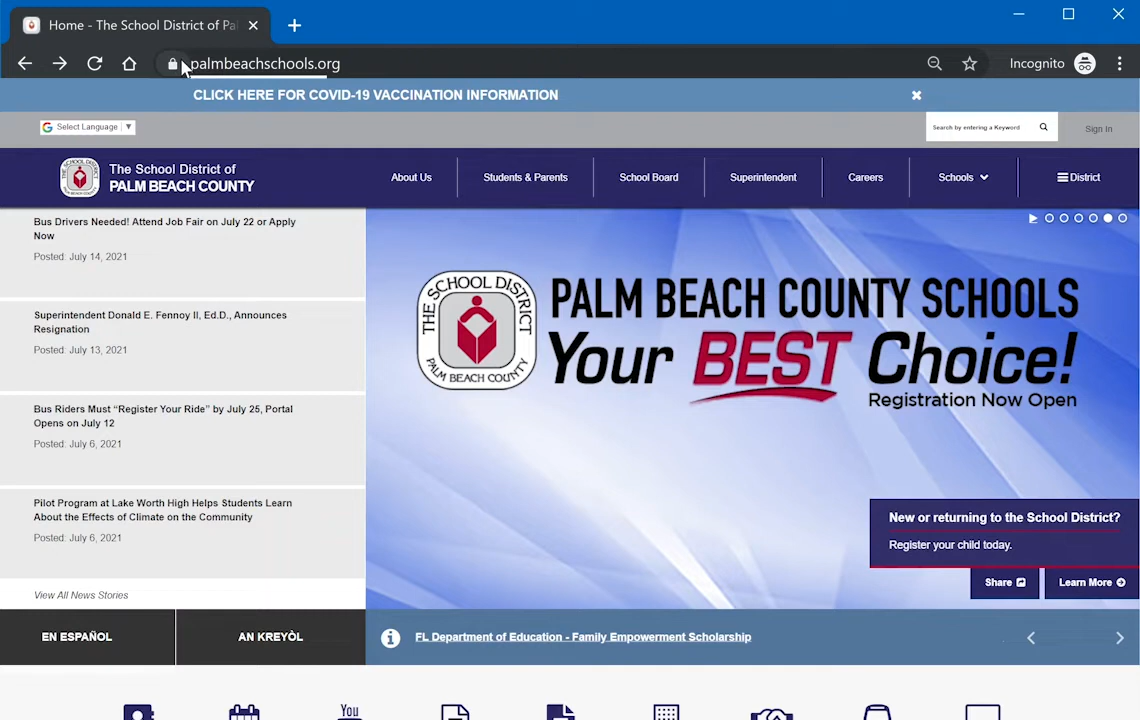 Home - The School District of Pa
palmbeachschools.org
Incognito
CLICK HERE FOR COVID-19 VACCINATION INFORMATION
Select Language
Search by entering a Keyword
Sign In
THE SCHOOL DISTRICT
PALM BEACH COUNTY
The School District of
PALM BEACH COUNTY
About Us
Students & Parents
School Board
Superintendent
Careers
Schools
District
Bus Drivers Needed! Attend Job Fair on July 22 or Apply
Now
Posted: July 14, 2021
Superintendent Donald E. Fennoy II, Ed.D., Announces
Resignation
Posted: July 13, 2021
Bus Riders Must “Register Your Ride” by July 25, Portal
Opens on July 12
Posted: July 6, 2021
Pilot Program at Lake Worth High Helps Students Learn
About the Effects of Climate on the Community
Posted: July 6, 2021
View All News Stories
EN ESPAÑOL
AN KREYÒL
THE SCHOOL DISTRICT
PALM BEACH COUNTY
PALM BEACH COUNTY SCHOOLS
Your BEST Choice!
Registration Now Open
New or returning to the School District?
Register your child today.
Share
Learn More
FL Department of Education - Family Empowerment Scholarship
You